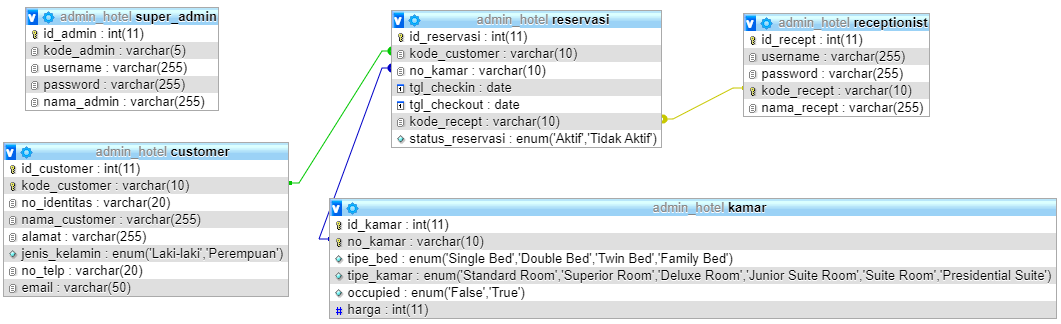 admin_hotel super_admin
id_admin : int(11)
kode_admin : varchar(5)
username : varchar(255)
password : varchar(255)
nama_admin : varchar(255)
admin_hotel reservasi
id_reservasi : int(11)
kode_customer : varchar(10)
no_kamar : varchar(10)
tgl_checkin : date
tgl_checkout : date
kode_recept : varchar(10)
status_reservasi : enum('Aktif','Tidak Aktif')
admin_hotel receptionist
id_recept : int(11)
username : varchar(255)
password : varchar(255)
kode_recept : varchar(10)
nama_recept : varchar(255)
admin_hotel customer
id_customer : int(11)
kode_customer : varchar(10)
no_identitas : varchar(20)
nama_customer : varchar(255)
alamat : varchar(255)
jenis_kelamin : enum('Laki-laki','Perempuan')
no_telp : varchar(20)
email : varchar(50)
admin_hotel kamar
id_kamar : int(11)
no_kamar : varchar(10)
tipe_bed : enum('Single Bed','Double Bed','Twin Bed','Family Bed')
tipe_kamar : enum('Standard Room','Superior Room','Deluxe Room','Junior Suite Room','Suite Room','Presidential Suite')
occupied : enum('False','True')
# harga : int(11)